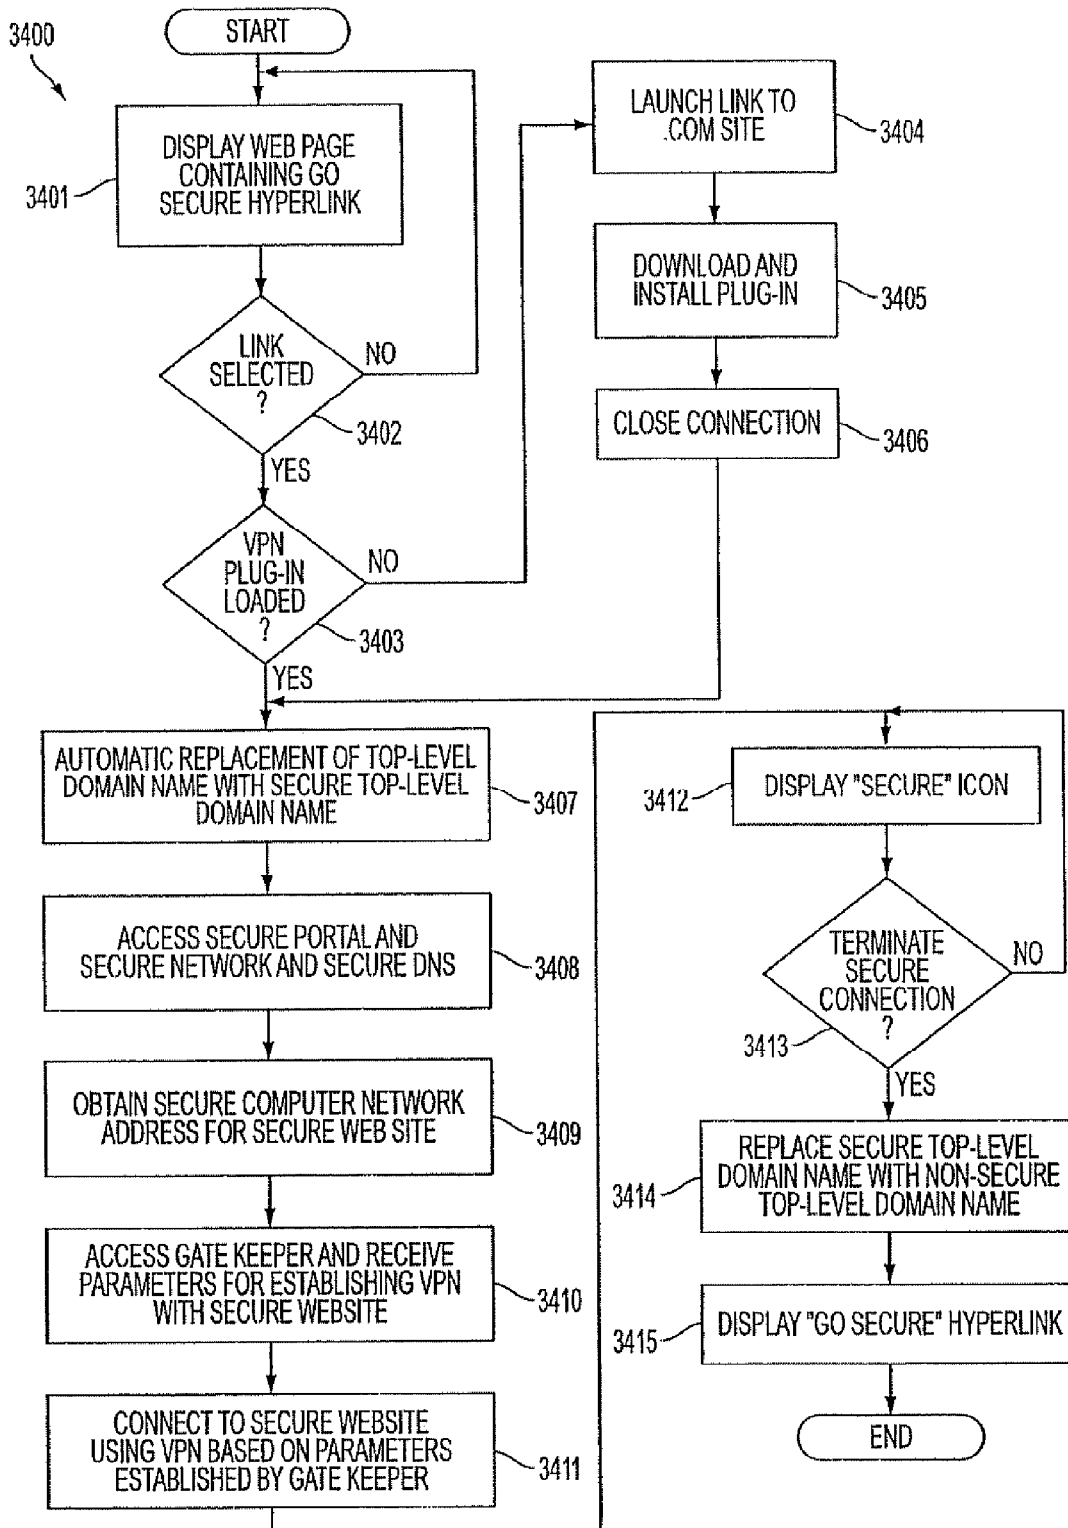 3400
START
DISPLAY WEB PAGE
CONTAINING GO
SECURE HYPERLINK
3401
LINK
SELECTED
?
NO
3402
YES
VPN
PLUG-IN
LOADED
?
NO
3403
YES
LAUNCH LINK TO
.COM SITE
3404
DOWNLOAD AND
INSTALL PLUG-IN
3405
CLOSE CONNECTION
3406
AUTOMATIC REPLACEMENT OF TOP-LEVEL
DOMAIN NAME WITH SECURE TOP-LEVEL
DOMAIN NAME
3407
ACCESS SECURE PORTAL AND
SECURE NETWORK AND SECURE DNS
3408
OBTAIN SECURE COMPUTER NETWORK
ADDRESS FOR SECURE WEB SITE
3409
ACCESS GATE KEEPER AND RECEIVE
PARAMETERS FOR ESTABLISHING VPN
WITH SECURE WEBSITE
3410
CONNECT TO SECURE WEBSITE
USING VPN BASED ON PARAMETERS
ESTABLISHED BY GATE KEEPER
3411
DISPLAY "SECURE" ICON
3412
TERMINATE
SECURE
CONNECTION
?
NO
3413
YES
REPLACE SECURE TOP-LEVEL
DOMAIN NAME WITH NON-SECURE
TOP-LEVEL DOMAIN NAME
3414
DISPLAY "GO SECURE" HYPERLINK
3415
END